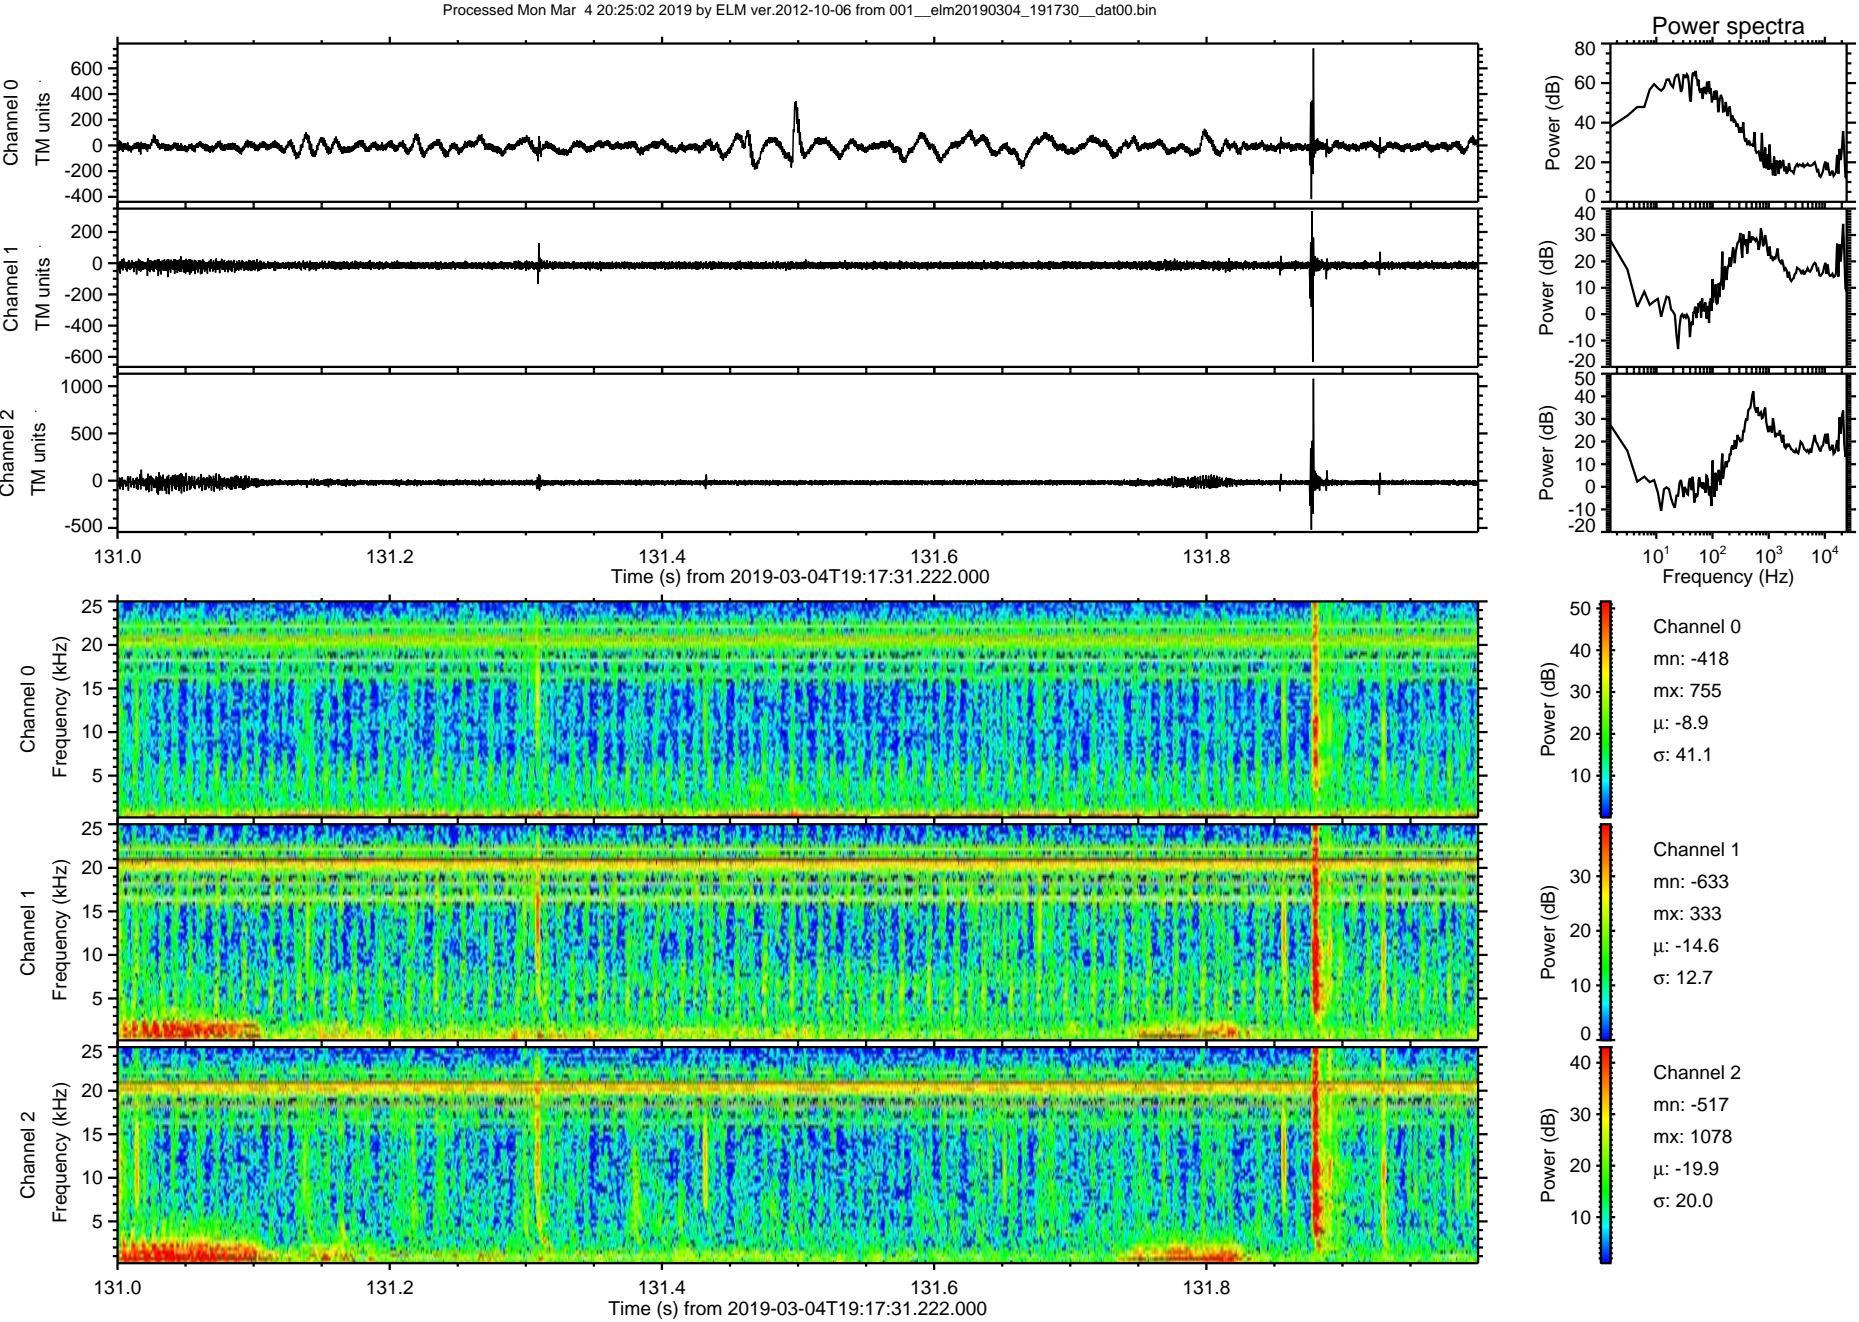 Processed Mon Mar  4 20:25:02 2019 by ELM ver.2012-10-06 from 001__elm20190304_191730__dat00.bin
Power spectra
Channel 0
TM units
600
400
200
0
-200
-400
Power (dB)
80
60
40
20
0
Channel 1
TM units
200
0
-200
-400
-600
Power (dB)
40
30
20
10
0
-10
-20
Channel 2
TM units
1000
500
0
-500
Power (dB)
50
40
30
20
10
0
-10
-20
131.0 131.2 131.4 131.6 131.8
Time (s) from 2019-03-04T19:17:31.222.000
10¹ 10² 10³ 10⁴
Frequency (Hz)
Channel 0
Frequency (kHz)
25
20
15
10
5
Power (dB)
50
40
30
20
10
Channel 0
mn: -418
mx: 755
µ: -8.9
σ: 41.1
Channel 1
Frequency (kHz)
25
20
15
10
5
Power (dB)
30
20
10
0
Channel 1
mn: -633
mx: 333
µ: -14.6
σ: 12.7
Channel 2
Frequency (kHz)
25
20
15
10
5
Power (dB)
40
30
20
10
Channel 2
mn: -517
mx: 1078
µ: -19.9
σ: 20.0
131.0 131.2 131.4 131.6 131.8
Time (s) from 2019-03-04T19:17:31.222.000